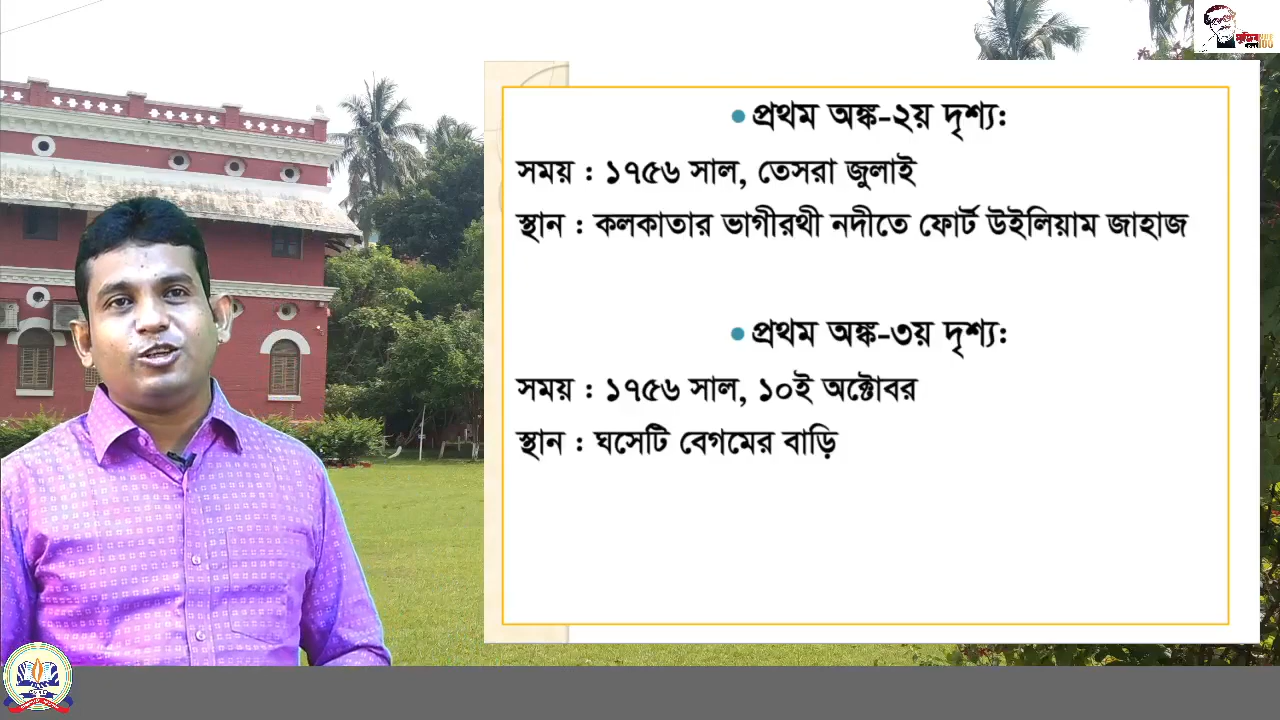 প্রথম অঙ্ক-২য় দৃশ্য:
সময় : ১৭৫৬ সাল, তেসরা জুলাই
স্থান : কলকাতার ভাগীরথী নদীতে ফোর্ট উইলিয়াম জাহাজ
প্রথম অঙ্ক-৩য় দৃশ্য:
সময় : ১৭৫৬ সাল, ১০ই অক্টোবর
স্থান : ঘসেটি বেগমের বাড়ি